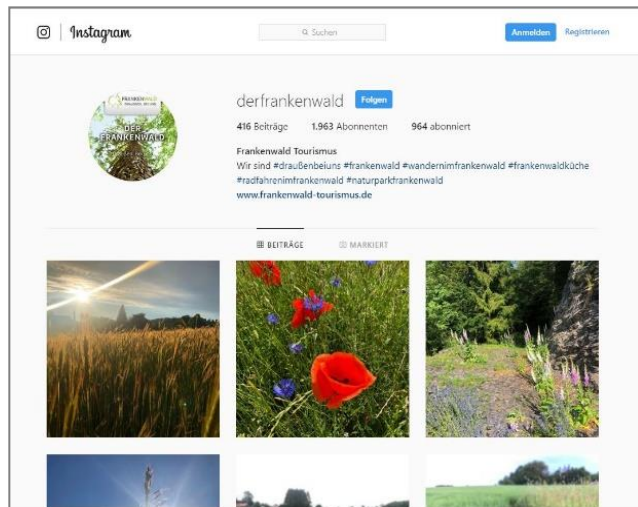 Instagram
Suchen
Anmelden Registrieren
FRANKENWALD
DER
FRANKENWALD
derfrankenwald Folgen
416 Beiträge 1.963 Abonnenten 964 abonniert
Frankenwald Tourismus
Wir sind #draußenbeiuns #frankenwald #wandernimfrankenwald #frankenwaldküche
#radfahrenimfrankenwald #naturparkfrankenwald
www.frankenwald-tourismus.de
BEITRÄGE MARKIERT